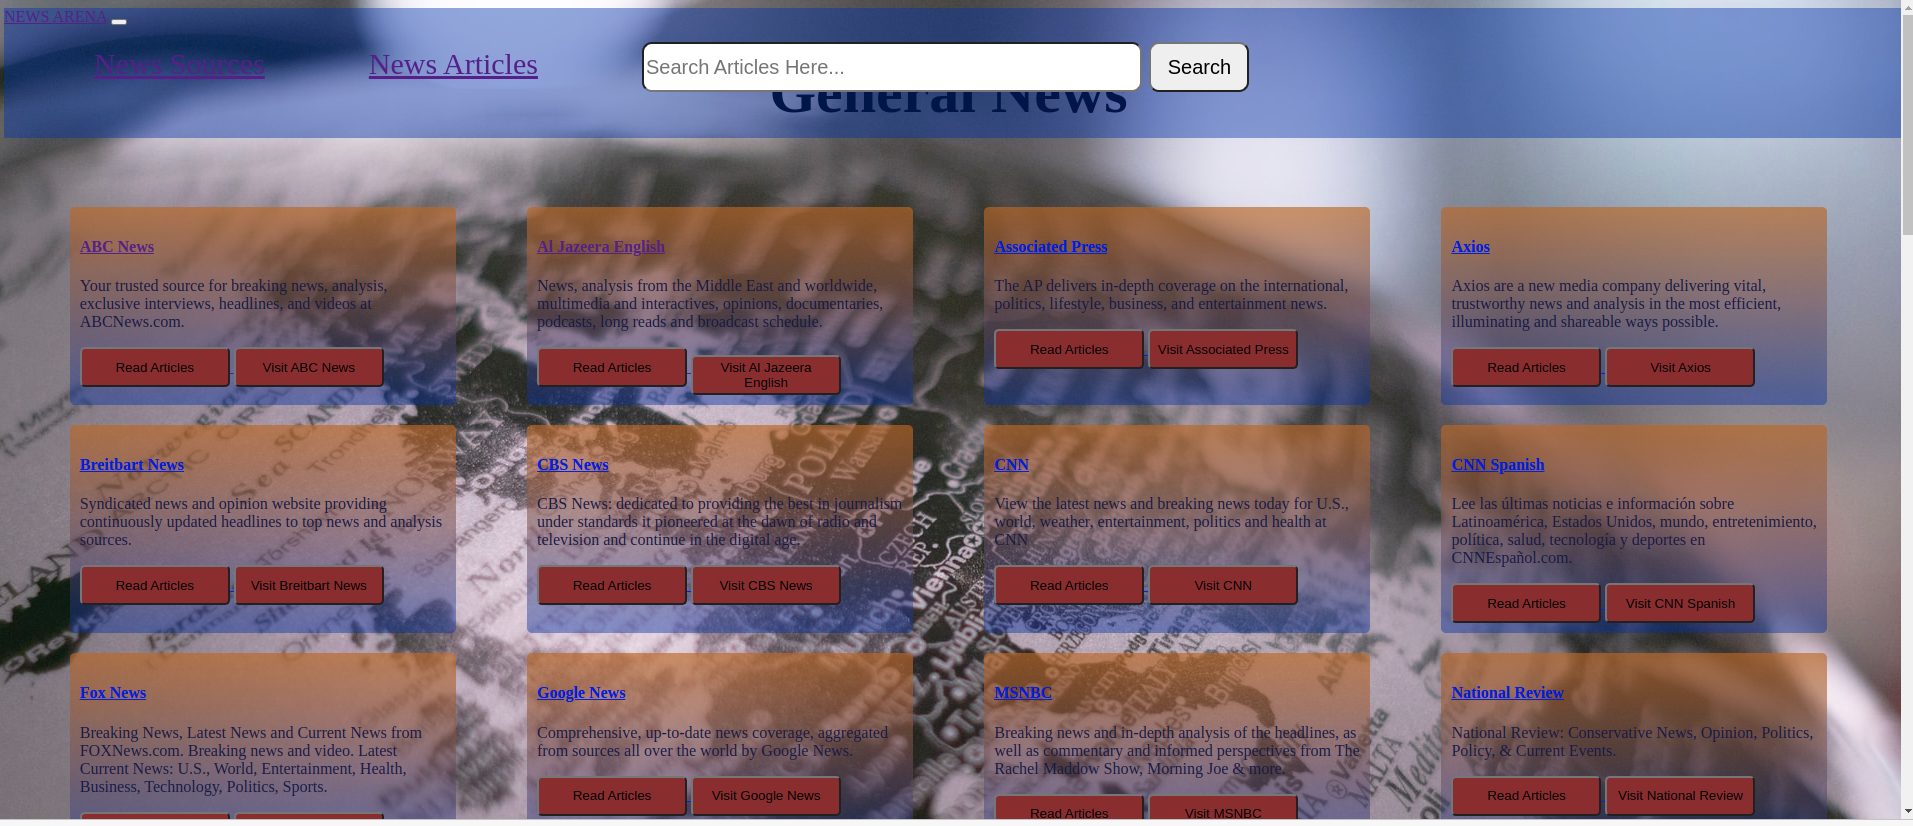 NEWS ARENA
News Sources
News Articles
Search Articles Here...
Search
General News
ABC News
Your trusted source for breaking news, analysis,
exclusive interviews, headlines, and videos at
ABCNews.com.
Read Articles
Visit ABC News
Al Jazeera English
News, analysis from the Middle East and worldwide,
multimedia and interactives, opinions, documentaries,
podcasts, long reads and broadcast schedule.
Read Articles
Visit Al Jazeera
English
Associated Press
The AP delivers in-depth coverage on the international,
politics, lifestyle, business, and entertainment news.
Read Articles
Visit Associated Press
Axios
Axios are a new media company delivering vital,
trustworthy news and analysis in the most efficient,
illuminating and shareable ways possible.
Read Articles
Visit Axios
Breitbart News
Syndicated news and opinion website providing
continuously updated headlines to top news and analysis
sources.
Read Articles
Visit Breitbart News
CBS News
CBS News: dedicated to providing the best in journalism
under standards it pioneered at the dawn of radio and
television and continue in the digital age.
Read Articles
Visit CBS News
CNN
View the latest news and breaking news today for U.S.,
world, weather, entertainment, politics and health at
CNN
Read Articles
Visit CNN
CNN Spanish
Lee las últimas noticias e información sobre
Latinoamérica, Estados Unidos, mundo, entretenimiento,
política, salud, tecnología y deportes en
CNNEspañol.com.
Read Articles
Visit CNN Spanish
Fox News
Breaking News, Latest News and Current News from
FOXNews.com. Breaking news and video. Latest
Current News: U.S., World, Entertainment, Health,
Business, Technology, Politics, Sports.
Google News
Comprehensive, up-to-date news coverage, aggregated
from sources all over the world by Google News.
Read Articles
Visit Google News
MSNBC
Breaking news and in-depth analysis of the headlines, as
well as commentary and informed perspectives from The
Rachel Maddow Show, Morning Joe & more.
Read Articles
Visit MSNBC
National Review
National Review: Conservative News, Opinion, Politics,
Policy, & Current Events.
Read Articles
Visit National Review
POLAND
Vienna
CZECH
REP
Munich
MALTA
Valletta